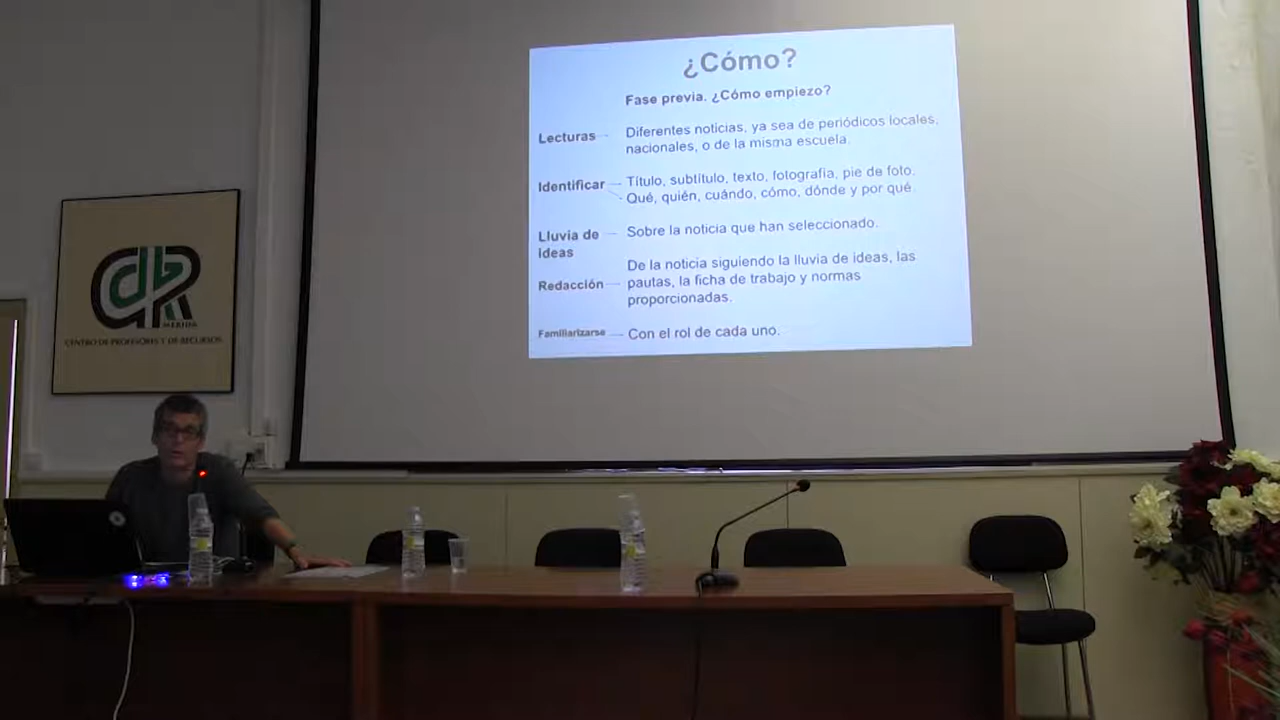 ¿Cómo?
Fase previa. ¿Cómo empiezo?
Lecturas
Diferentes noticias, ya sea de periódicos locales,
nacionales, o de la misma escuela.
Identificar
Título, subtítulo, texto, fotografía, pie de foto.
Qué, quién, cuándo, cómo, dónde y por qué.
Lluvia de
ideas
Sobre la noticia que han seleccionado.
Redacción
De la noticia siguiendo la lluvia de ideas, las
pautas, la ficha de trabajo y normas
proporcionadas.
Familiarizarse
Con el rol de cada uno.
MERIDA
CENTRO DE PROFESORES Y DE RECURSOS